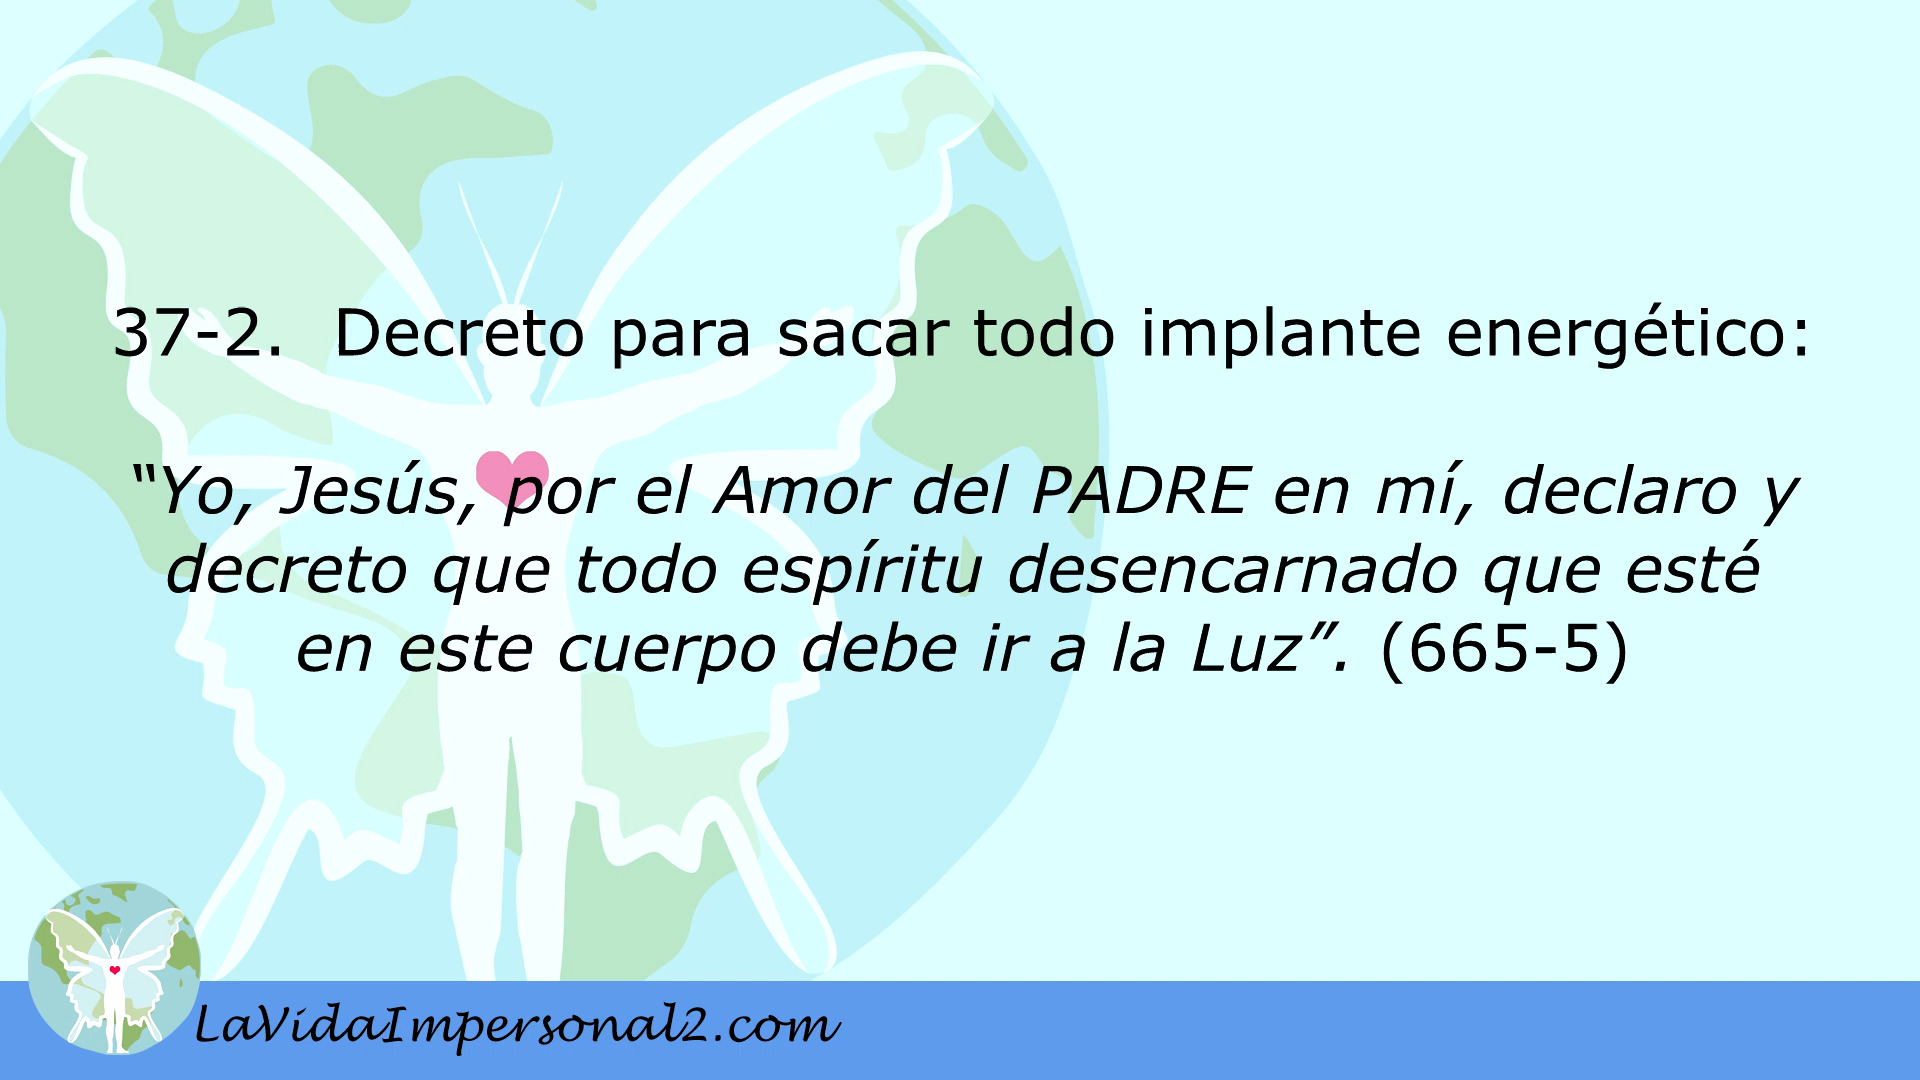 37-2.  Decreto para sacar todo implante energético:
“Yo, Jesús, por el Amor del PADRE en mí, declaro y
decreto que todo espíritu desencarnado que esté
en este cuerpo debe ir a la Luz”. (665-5)
LaVidaImpersonal2.com